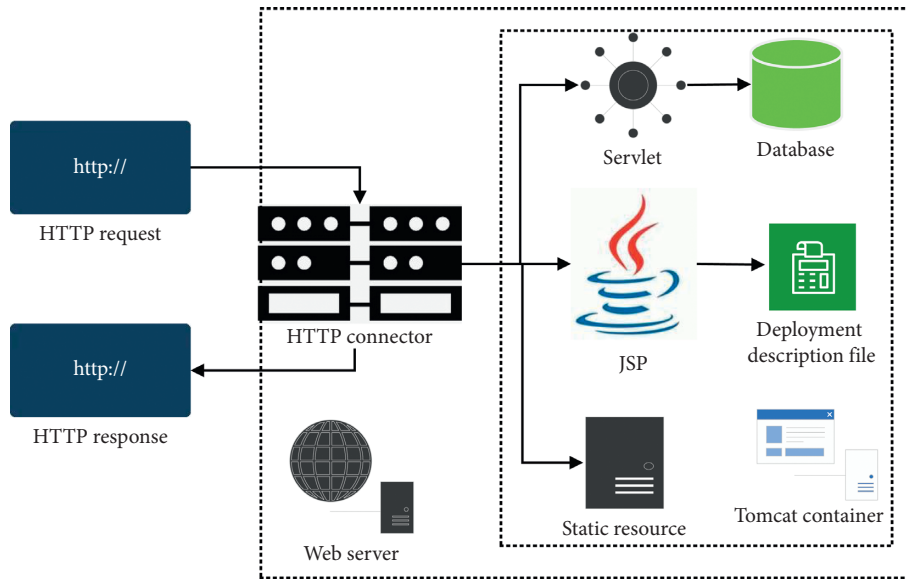 http://
HTTP request
http://
HTTP response
HTTP connector
Web server
Servlet
Database
JSP
Deployment
description file
Static resource
Tomcat container